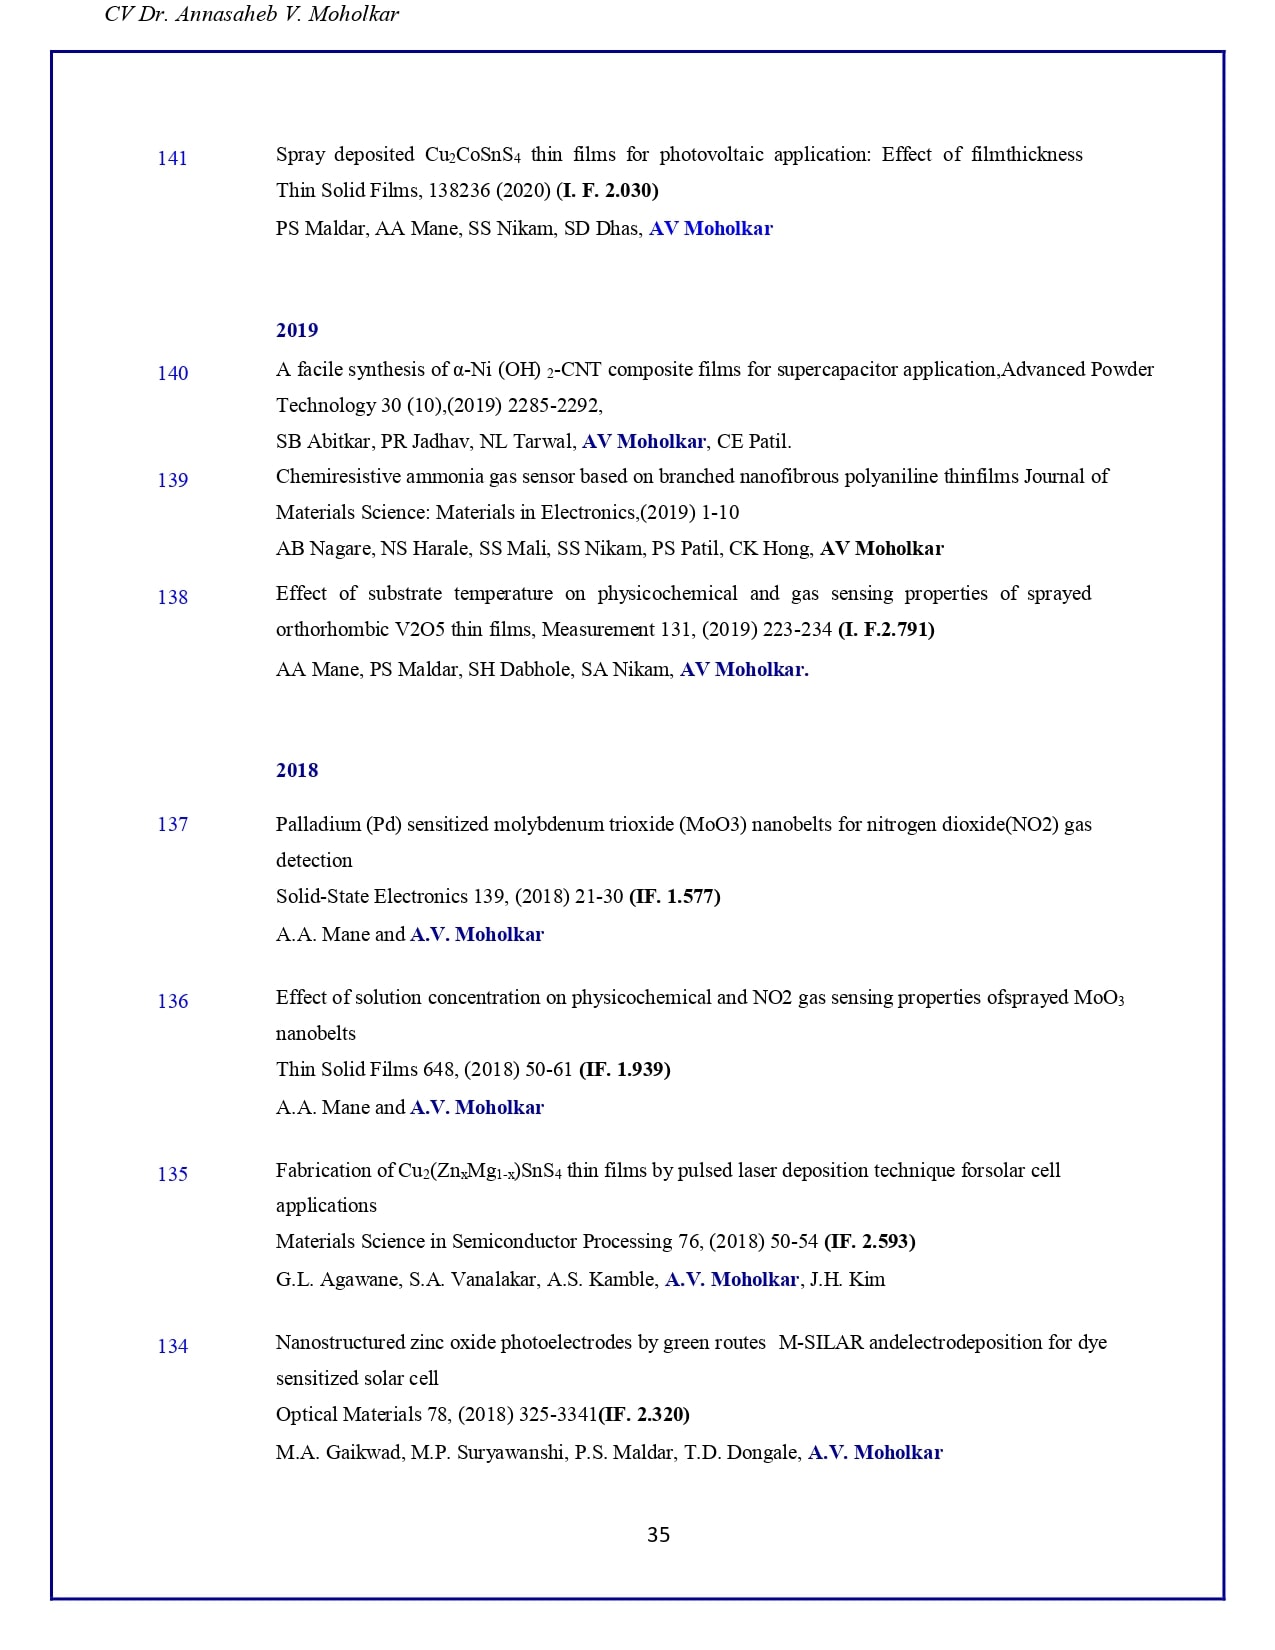 CV Dr. Annasaheb V. Moholkar
141 Spray deposited Cu₂CoSnS₄ thin films for photovoltaic application: Effect of filmthickness
Thin Solid Films, 138236 (2020) (I. F. 2.030)
PS Maldar, AA Mane, SS Nikam, SD Dhas, AV Moholkar
2019
140 A facile synthesis of α-Ni (OH) ₂-CNT composite films for supercapacitor application,Advanced Powder
Technology 30 (10),(2019) 2285-2292,
SB Abitkar, PR Jadhav, NL Tarwal, AV Moholkar, CE Patil.
139 Chemiresistive ammonia gas sensor based on branched nanofibrous polyaniline thinfilms Journal of
Materials Science: Materials in Electronics,(2019) 1-10
AB Nagare, NS Harale, SS Mali, SS Nikam, PS Patil, CK Hong, AV Moholkar
138 Effect of substrate temperature on physicochemical and gas sensing properties of sprayed
orthorhombic V2O5 thin films, Measurement 131, (2019) 223-234 (I. F.2.791)
AA Mane, PS Maldar, SH Dabhole, SA Nikam, AV Moholkar.
2018
137 Palladium (Pd) sensitized molybdenum trioxide (MoO3) nanobelts for nitrogen dioxide(NO2) gas
detection
Solid-State Electronics 139, (2018) 21-30 (IF. 1.577)
A.A. Mane and A.V. Moholkar
136 Effect of solution concentration on physicochemical and NO2 gas sensing properties ofsprayed MoO₃
nanobelts
Thin Solid Films 648, (2018) 50-61 (IF. 1.939)
A.A. Mane and A.V. Moholkar
135 Fabrication of Cu₂(ZnₓMg₁₋ₓ)SnS₄ thin films by pulsed laser deposition technique forsolar cell
applications
Materials Science in Semiconductor Processing 76, (2018) 50-54 (IF. 2.593)
G.L. Agawane, S.A. Vanalakar, A.S. Kamble, A.V. Moholkar, J.H. Kim
134 Nanostructured zinc oxide photoelectrodes by green routes M-SILAR andelectrodeposition for dye
sensitized solar cell
Optical Materials 78, (2018) 325-3341(IF. 2.320)
M.A. Gaikwad, M.P. Suryawanshi, P.S. Maldar, T.D. Dongale, A.V. Moholkar
35